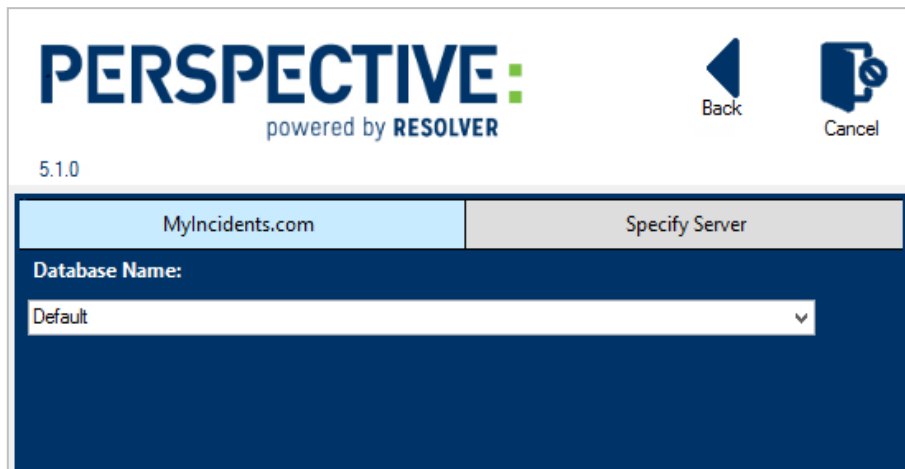 PERSPECTIVE:
powered by RESOLVER
Back
Cancel
5.1.0
MyIncidents.com
Specify Server
Database Name:
Default